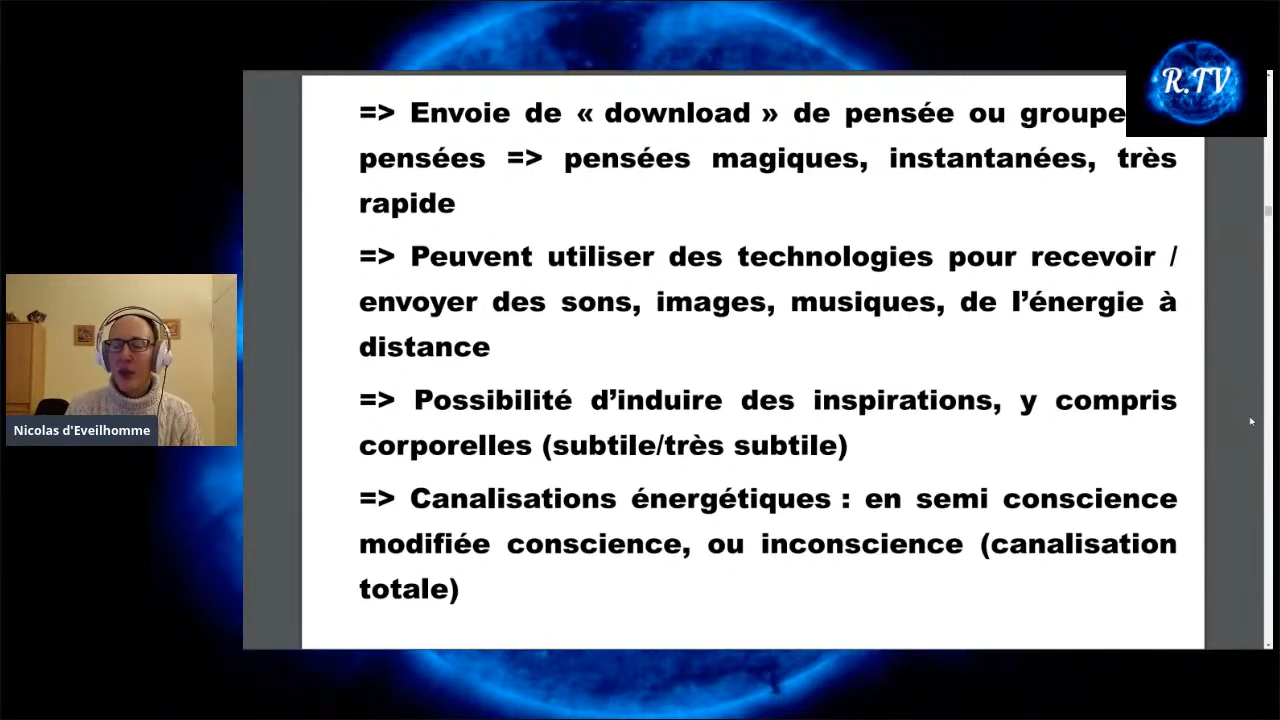 R.TV
=> Envoie de « download » de pensée ou groupe
pensées => pensées magiques, instantanées, très
rapide
=> Peuvent utiliser des technologies pour recevoir /
envoyer des sons, images, musiques, de l’énergie à
distance
=> Possibilité d’induire des inspirations, y compris
corporelles (subtile/très subtile)
=> Canalisations énergétiques : en semi conscience
modifiée conscience, ou inconscience (canalisation
totale)
Nicolas d'Eveilhomme